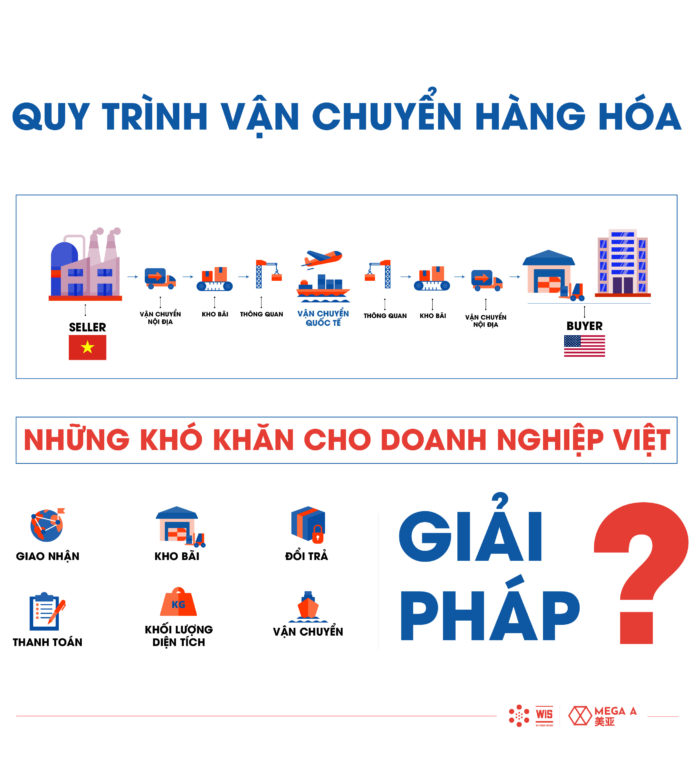 QUY TRÌNH VẬN CHUYỂN HÀNG HÓA
SELLER
VẬN CHUYỂN
NỘI ĐỊA
KHO BÃI
THÔNG QUAN
VẬN CHUYỂN
QUỐC TẾ
THÔNG QUAN
KHO BÃI
VẬN CHUYỂN
NỘI ĐỊA
BUYER
NHỮNG KHÓ KHĂN CHO DOANH NGHIỆP VIỆT
GIAO NHẬN
KHO BÃI
ĐỔI TRẢ
THANH TOÁN
KG
KHỐI LƯỢNG
DIỆN TÍCH
VẬN CHUYỂN
GIẢI
PHÁP
?
WIS
MEGA A
美亚